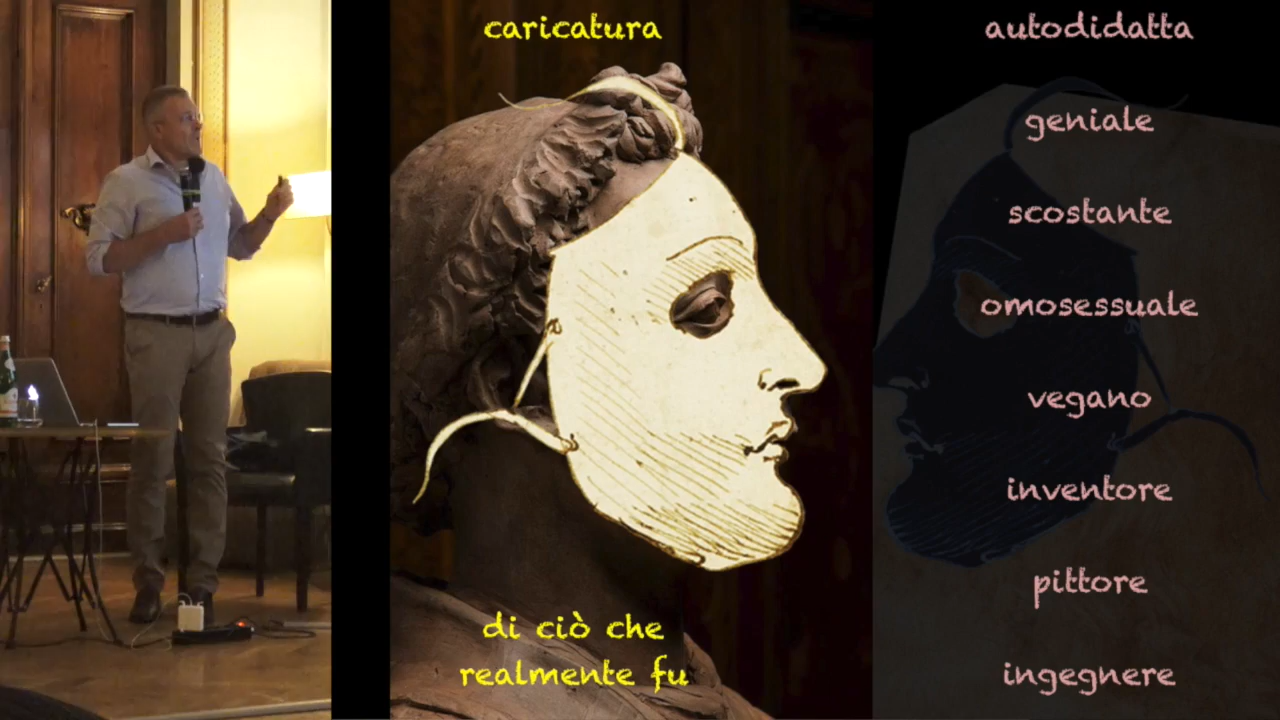 caricatura
di ciò che
realmente fu
autodidatta
geniale
scostante
omosessuale
vegano
inventore
pittore
ingegnere